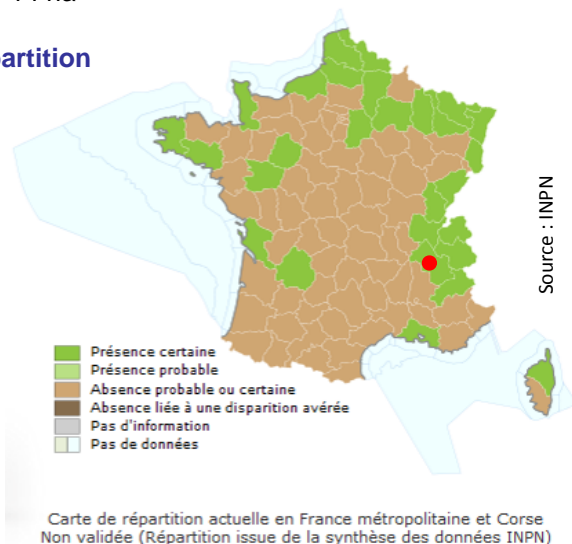 partition
Source : INPN
Présence certaine
Présence probable
Absence probable ou certaine
Absence liée à une disparition avérée
Pas d'information
Pas de données
Carte de répartition actuelle en France métropolitaine et Corse
Non validée (Répartition issue de la synthèse des données INPN)